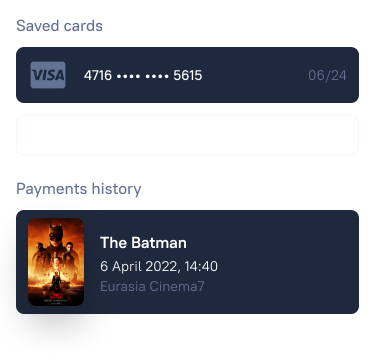 Saved cards
VISA 4716 •••• •••• 5615 06/24
Payments history
The Batman
6 April 2022, 14:40
Eurasia Cinema7